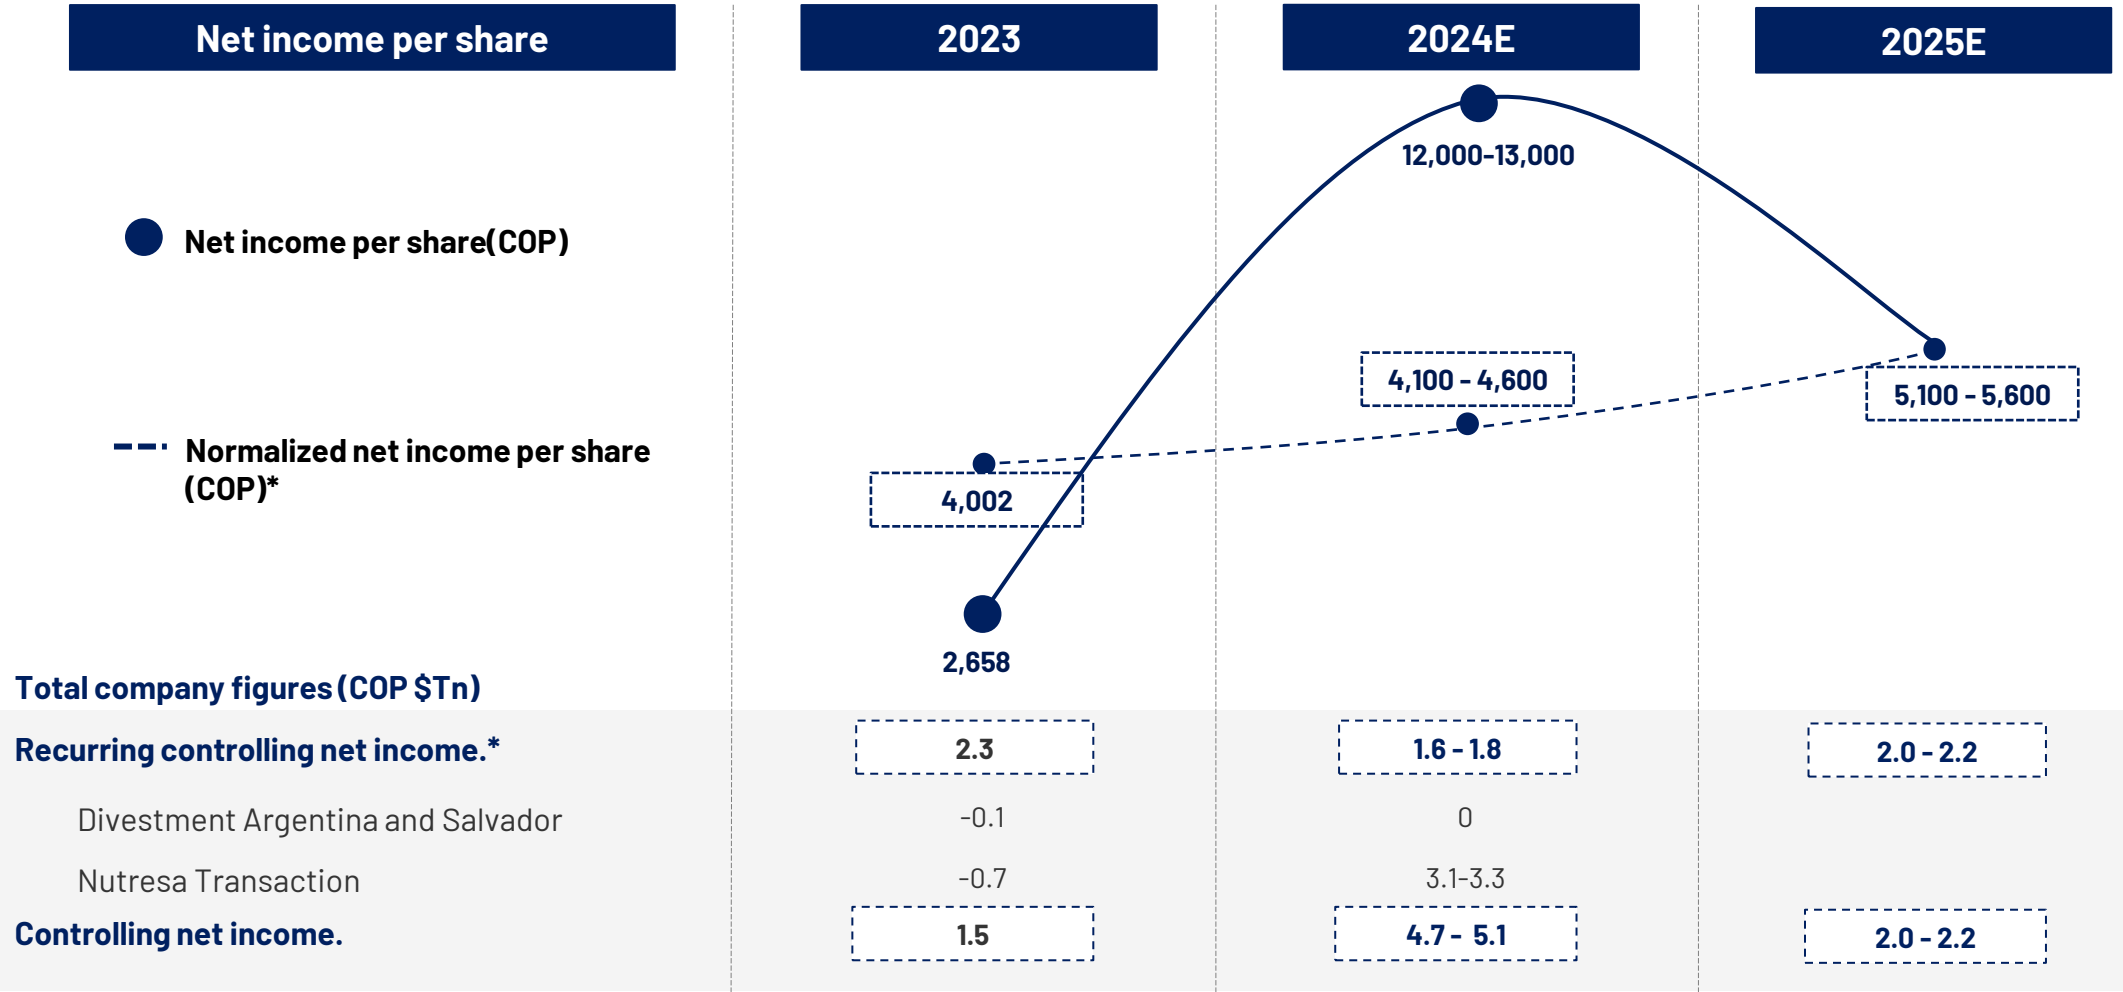 Net income per share
2023
2024E
2025E
12,000-13,000
Net income per share(COP)
4,100 - 4,600
5,100 - 5,600
Normalized net income per share
(COP)*
4,002
2,658
Total company figures (COP $Tn)
Recurring controlling net income.*
2.3
1.6 - 1.8
2.0 - 2.2
Divestment Argentina and Salvador
-0.1
0
Nutresa Transaction
-0.7
3.1-3.3
Controlling net income.
1.5
4.7 - 5.1
2.0 - 2.2